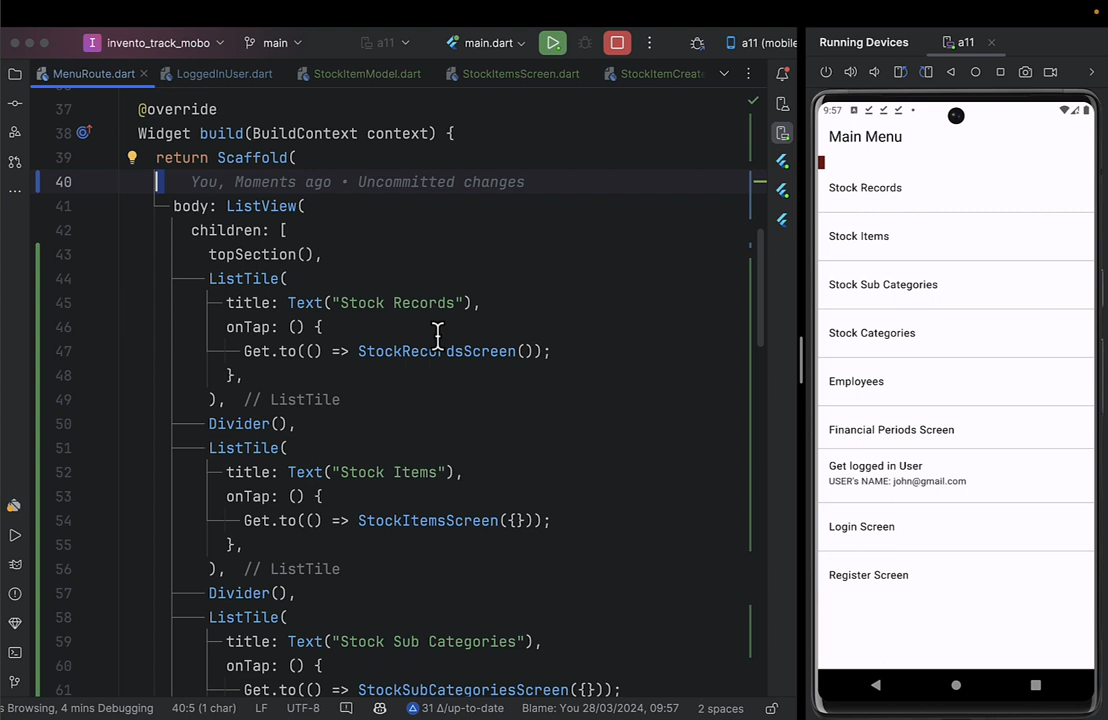 invento_track_mobo
main
a11
main.dart
a11 (mobile
Running Devices
a11
MenuRoute.dart
LoggedInUser.dart
StockItemModel.dart
StockItemsScreen.dart
StockItemCreate
37 @override
38 Widget build(BuildContext context) {
39 return Scaffold(
40 You, Moments ago • Uncommitted changes
41 body: ListView(
42 children: [
43 topSection(),
44 ListTile(
45 title: Text("Stock Records"),
46 onTap: () {
47 Get.to(() => StockRecordsScreen());
48 },
49 ), // ListTile
50 Divider(),
51 ListTile(
52 title: Text("Stock Items"),
53 onTap: () {
54 Get.to(() => StockItemsScreen({}));
55 },
56 ), // ListTile
57 Divider(),
58 ListTile(
59 title: Text("Stock Sub Categories"),
60 onTap: () {
61 Get.to(() => StockSubCategoriesScreen({}));
s Browsing, 4 mins Debugging
40:5 (1 char)
LF
UTF-8
31 Δ/up-to-date
Blame: You 28/03/2024, 09:57
2 spaces
9:57
Main Menu
Stock Records
Stock Items
Stock Sub Categories
Stock Categories
Employees
Financial Periods Screen
Get logged in User
USER's NAME: john@gmail.com
Login Screen
Register Screen